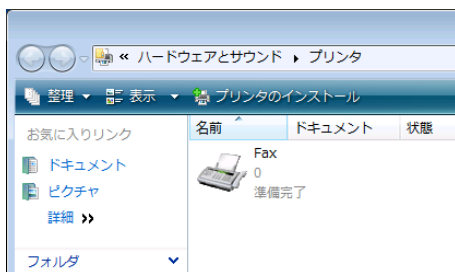 « ハードウェアとサウンド ▸ プリンタ
整理 ▼ 表示 ▼ プリンタのインストール
お気に入りリンク
ドキュメント
ピクチャ
詳細 »
フォルダ
名前 ドキュメント 状態
Fax
0
準備完了